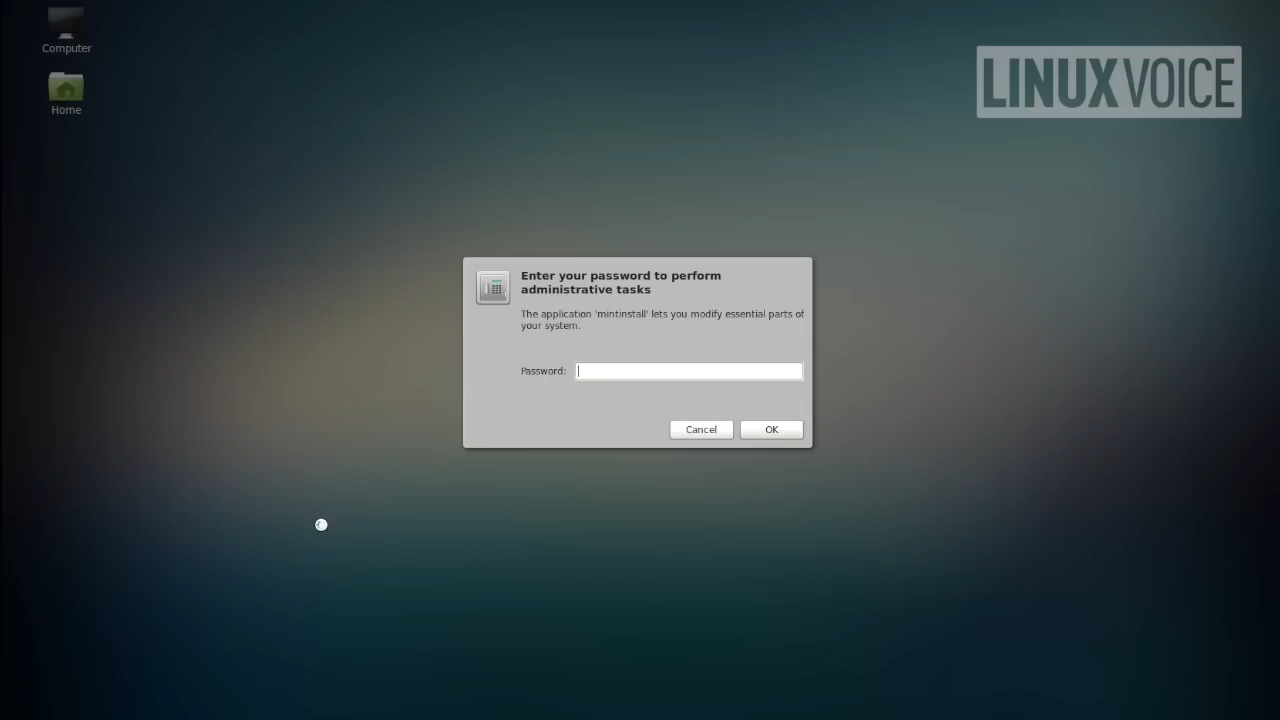 Computer
Home
LINUXVOICE
Enter your password to perform
administrative tasks
The application 'mintinstall' lets you modify essential parts of
your system.
Password:
Cancel
OK